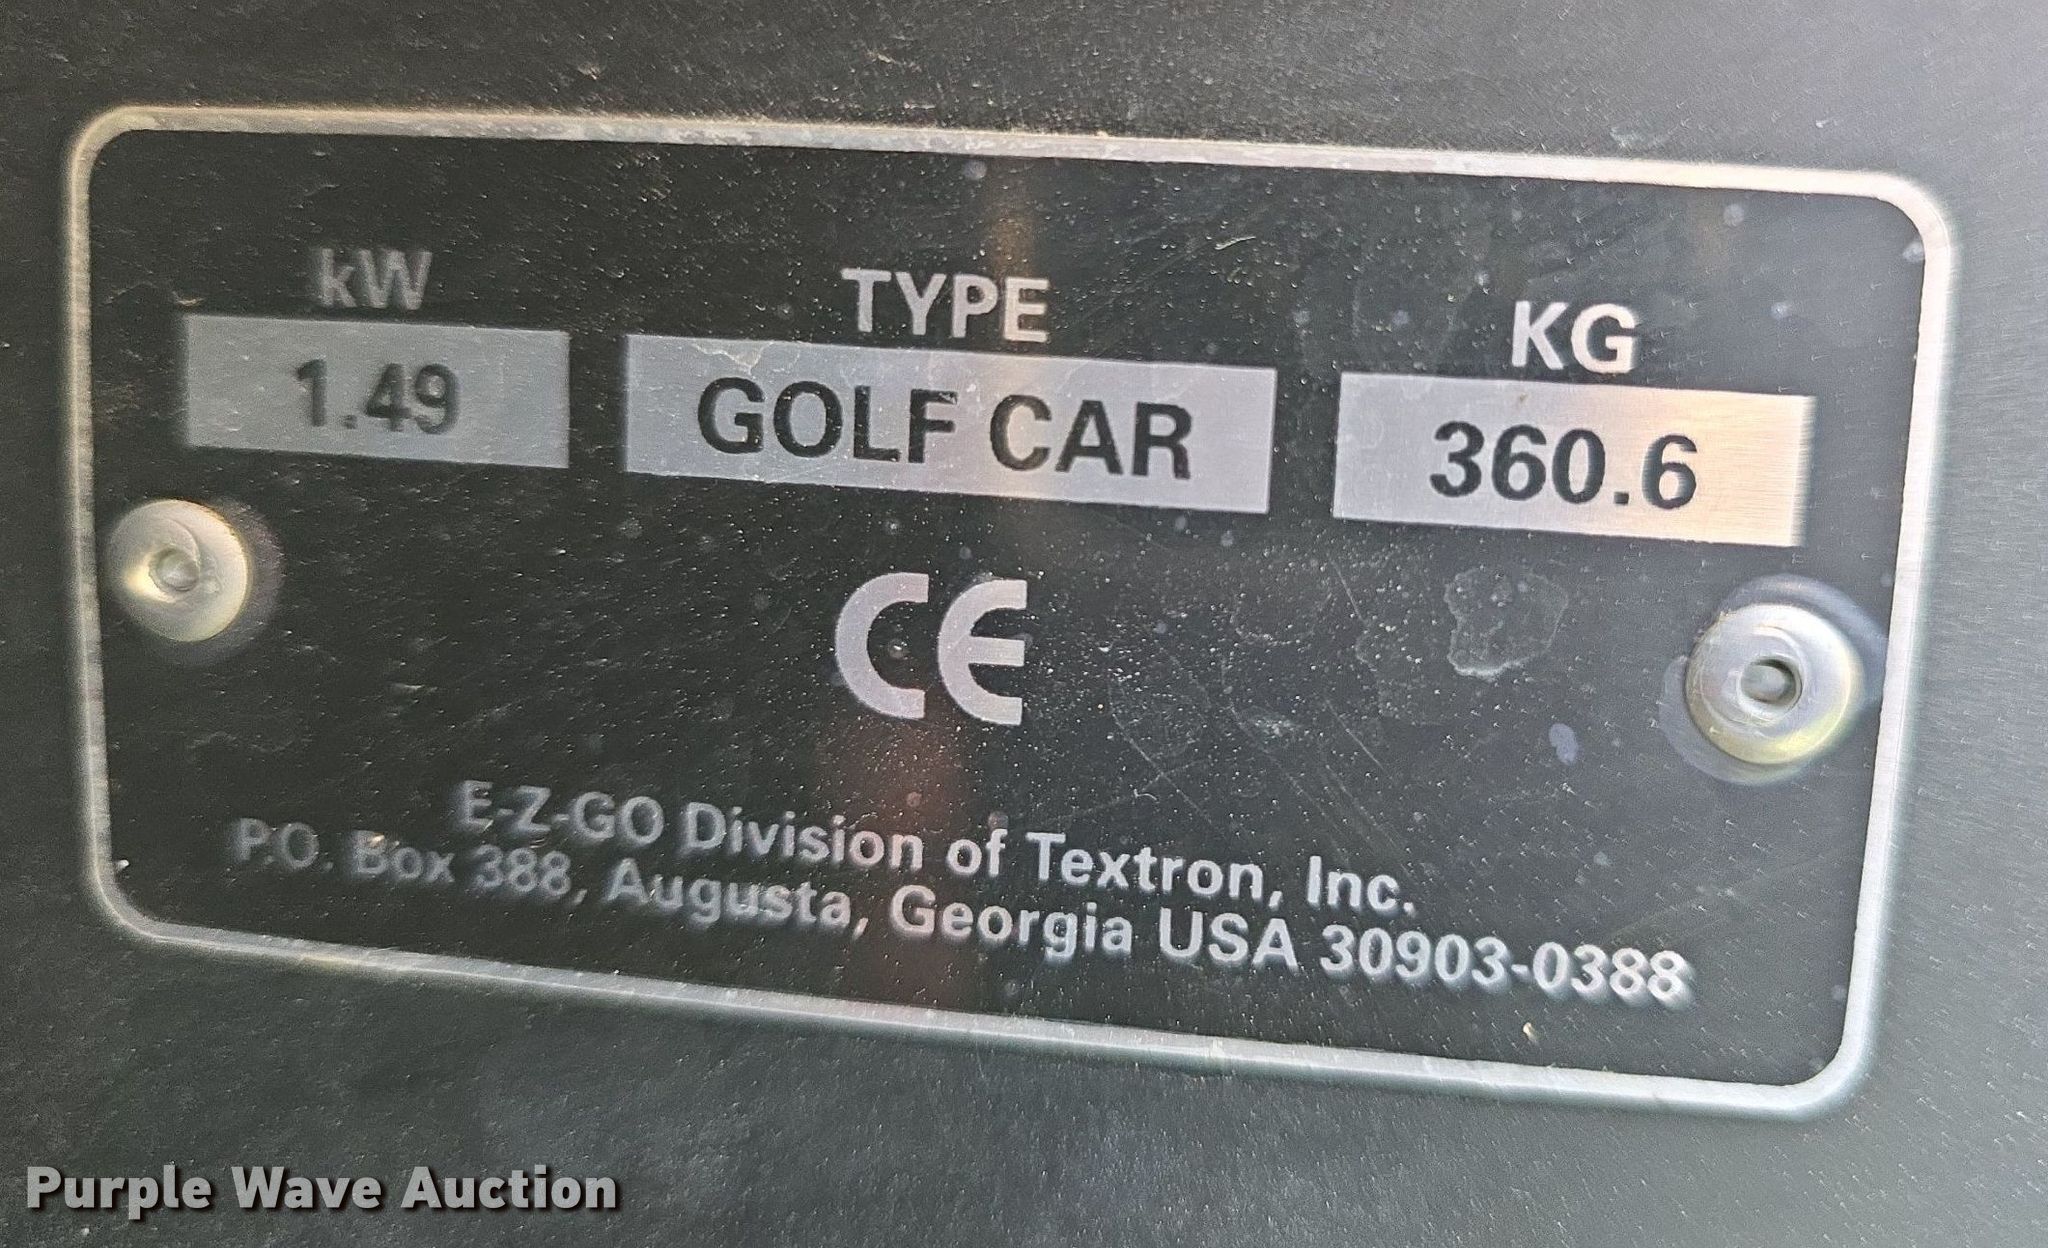 kW TYPE KG
1.49 GOLF CAR 360.6
CE
E-Z-GO Division of Textron, Inc.
P.O. Box 388, Augusta, Georgia USA 30903-0388
Purple Wave Auction